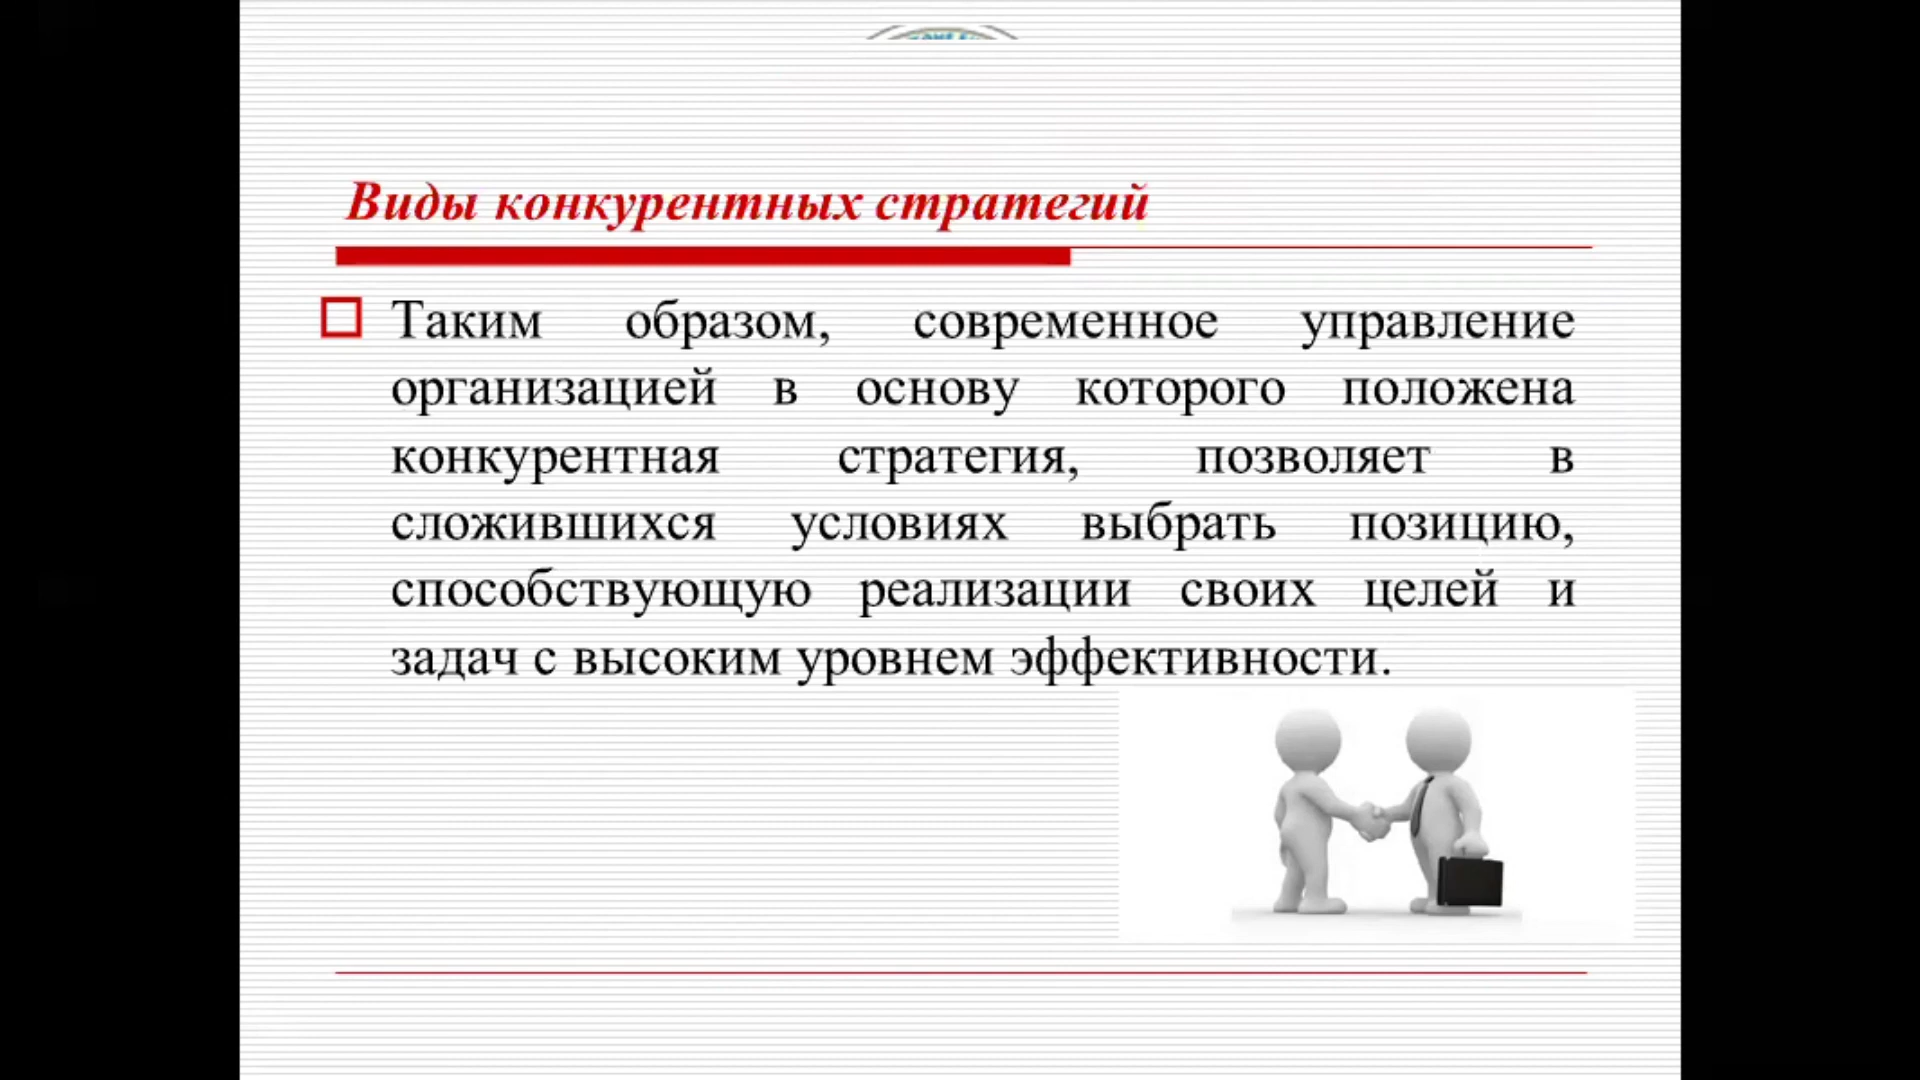 Виды конкурентных стратегий
Таким образом, современное управление
организацией в основу которого положена
конкурентная стратегия, позволяет в
сложившихся условиях выбрать позицию,
способствующую реализации своих целей и
задач с высоким уровнем эффективности.